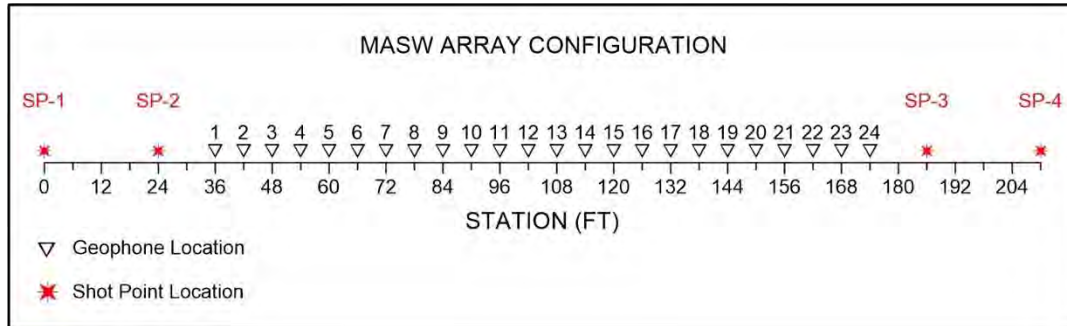 MASW ARRAY CONFIGURATION
SP-1 SP-2 SP-3 SP-4
1 2 3 4 5 6 7 8 9 10 11 12 13 14 15 16 17 18 19 20 21 22 23 24
0 12 24 36 48 60 72 84 96 108 120 132 144 156 168 180 192 204
STATION (FT)
Geophone Location
Shot Point Location